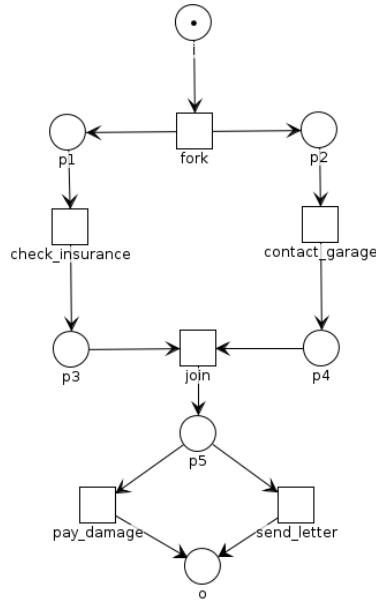 i
p1
fork
p2
check_insurance
contact_garage
p3
join
p4
p5
pay_damage
send_letter
o